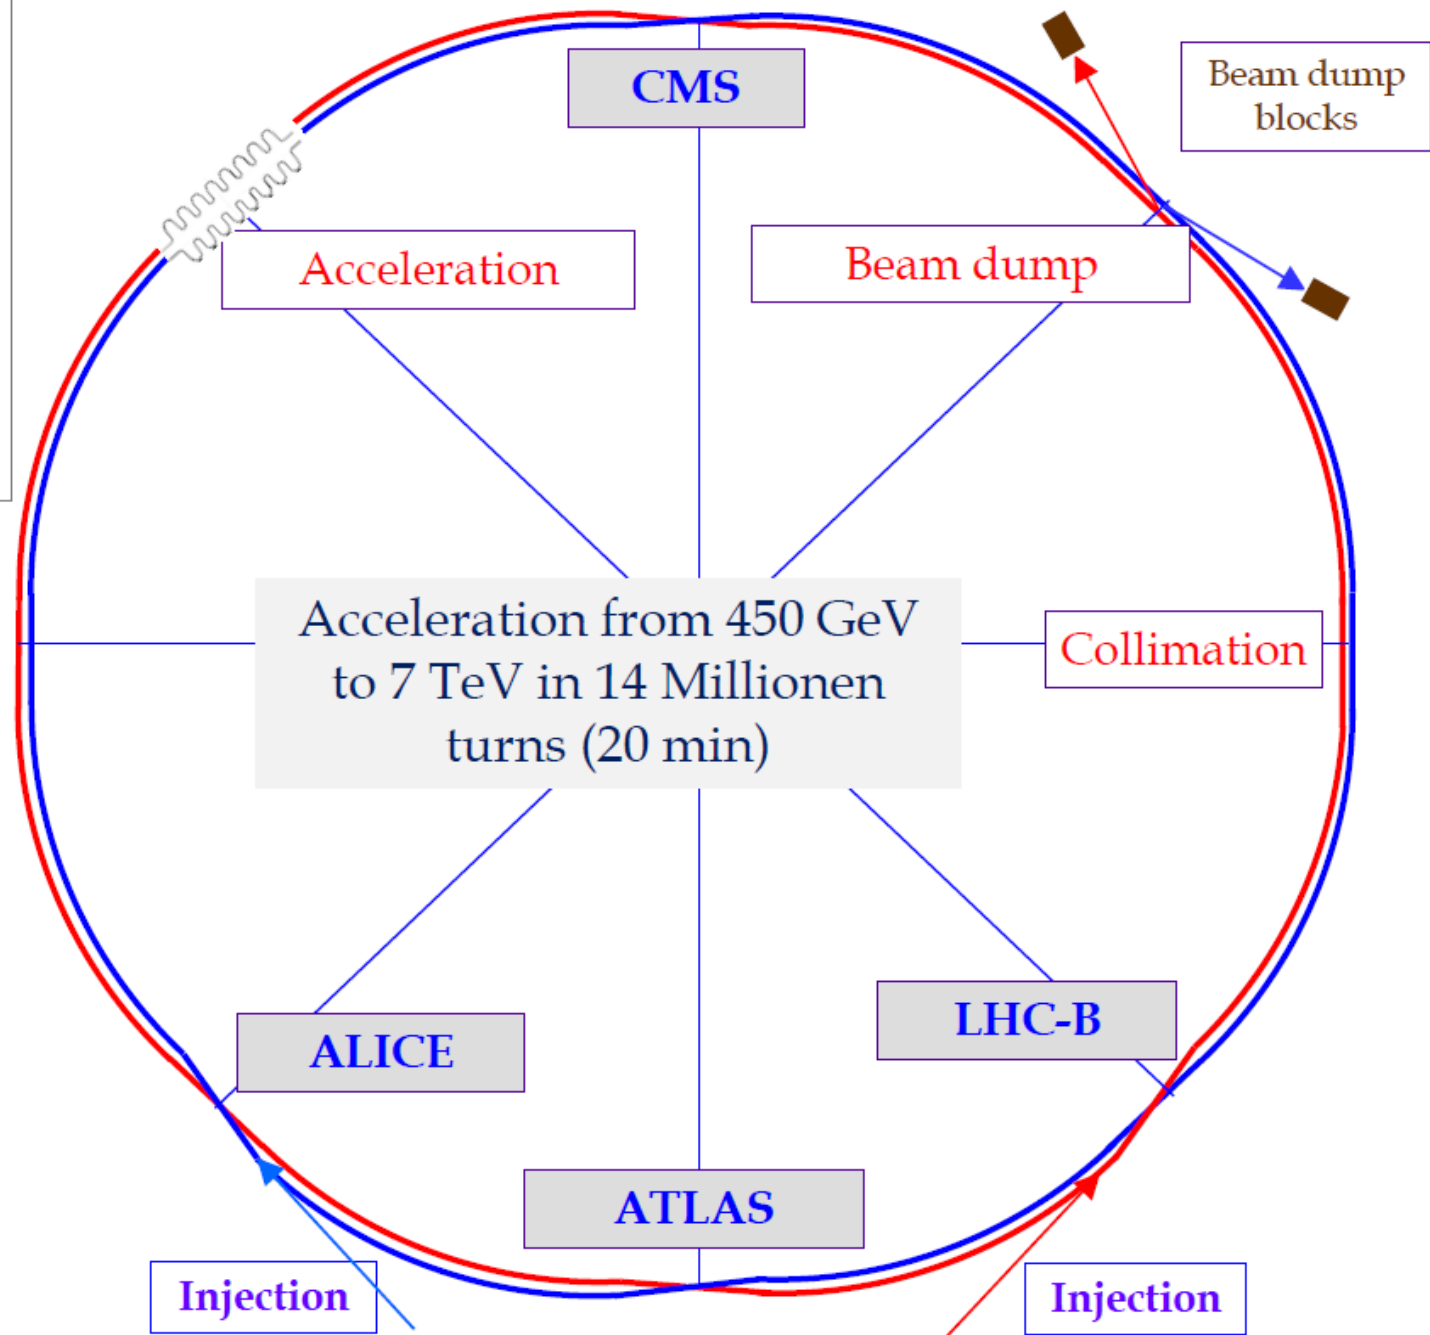 CMS
Beam dump
blocks
Acceleration
Beam dump
Acceleration from 450 GeV
to 7 TeV in 14 Millionen
turns (20 min)
Collimation
LHC-B
ALICE
ATLAS
Injection
Injection